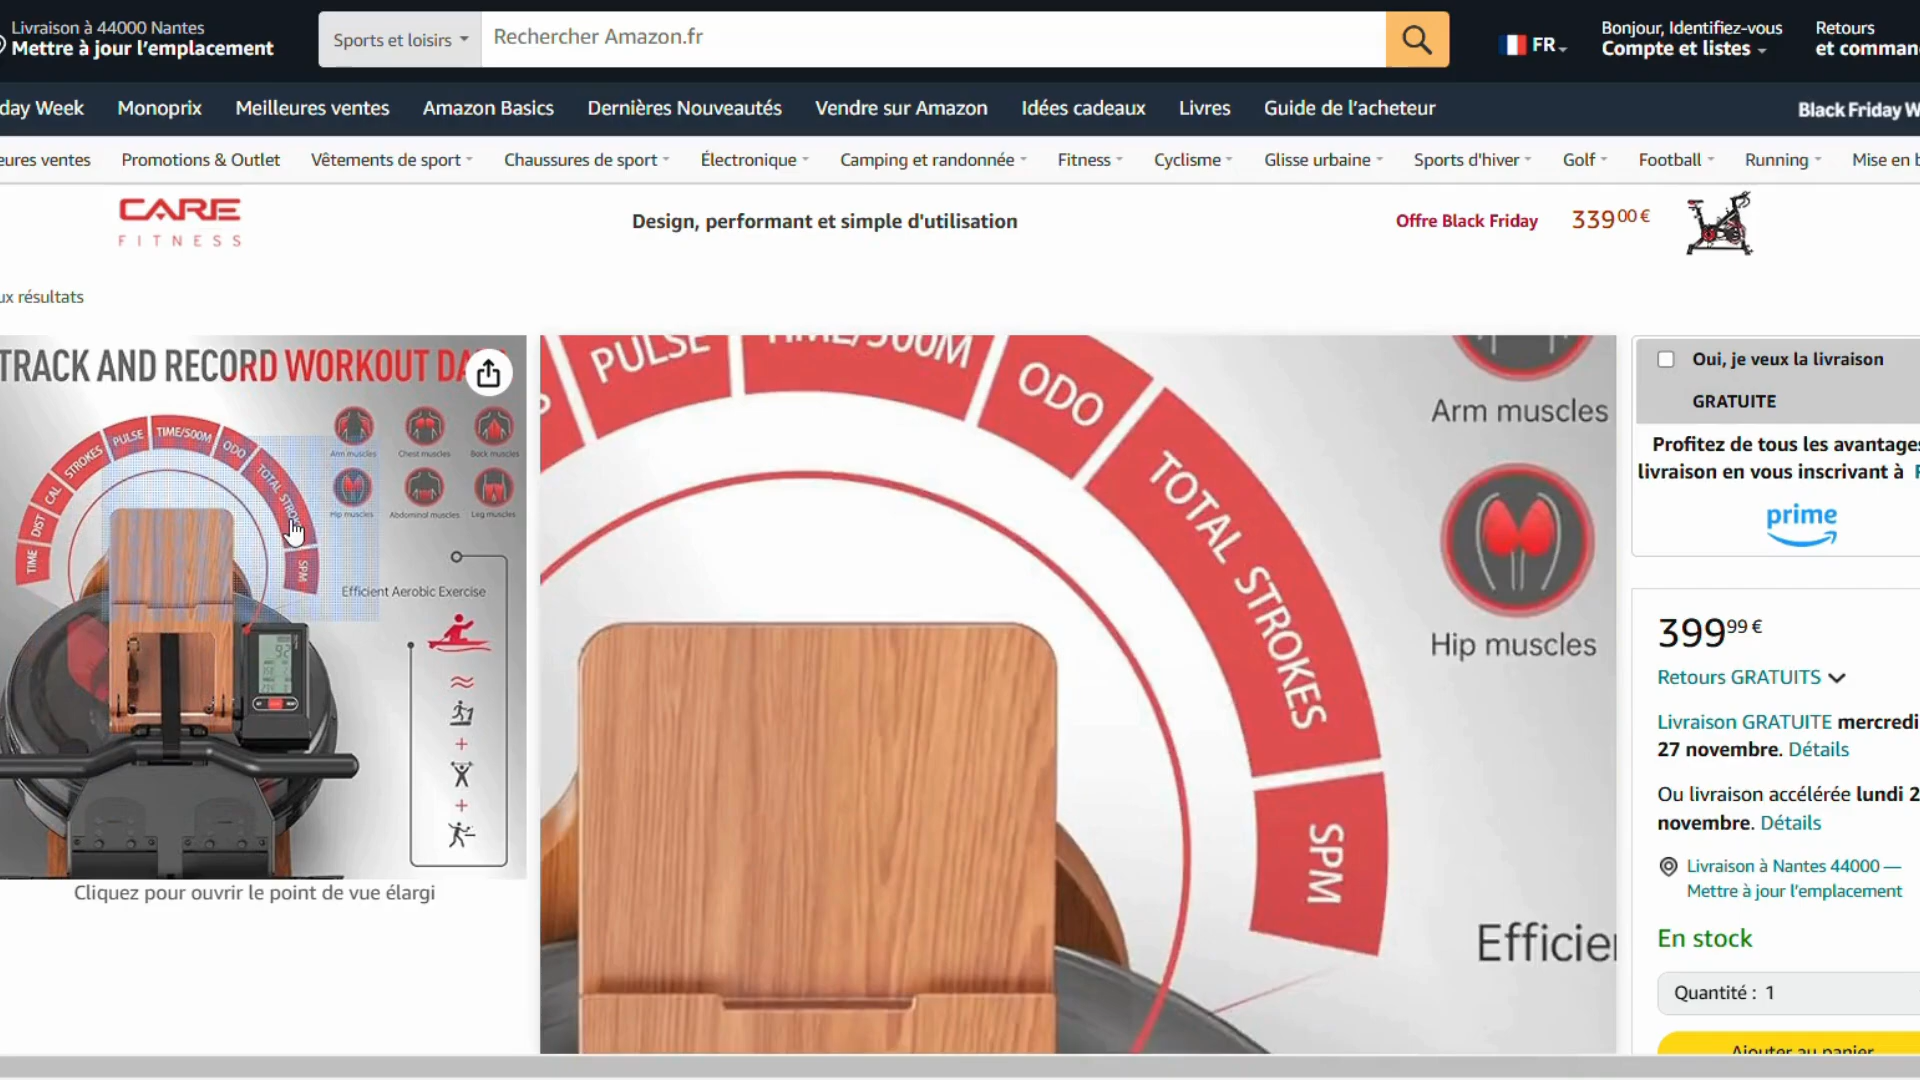 Livraison à 44000 Nantes
Mettre à jour l’emplacement
Sports et loisirs
Rechercher Amazon.fr
FR
Bonjour, Identifiez-vous
Compte et listes
Retours
et comman
day Week
Monoprix
Meilleures ventes
Amazon Basics
Dernières Nouveautés
Vendre sur Amazon
Idées cadeaux
Livres
Guide de l’acheteur
Black Friday W
eures ventes
Promotions & Outlet
Vêtements de sport
Chaussures de sport
Électronique
Camping et randonnée
Fitness
Cyclisme
Glisse urbaine
Sports d'hiver
Golf
Football
Running
Mise en b
CARE
FITNESS
Design, performant et simple d'utilisation
Offre Black Friday
33900 €
ux résultats
TRACK AND RECORD WORKOUT DA
TIME
DIST
CAL
STROKES
PULSE
TIME/500M
ODO
TOTAL STROKES
SPM
Arm muscles
Chest muscles
Back muscles
Hip muscles
Abdominal muscles
Leg muscles
Efficient Aerobic Exercise
+
+
Cliquez pour ouvrir le point de vue élargi
S
PULSE
TIME/500M
ODO
TOTAL STROKES
SPM
Arm muscles
Hip muscles
Efficie
Oui, je veux la livraison
GRATUITE
Profitez de tous les avantages
livraison en vous inscrivant à P
prime
399,99 €
Retours GRATUITS
Livraison GRATUITE mercredi
27 novembre. Détails
Ou livraison accélérée lundi 2
novembre. Détails
Livraison à Nantes 44000 —
Mettre à jour l’emplacement
En stock
Quantité : 1
Ajouter au panier